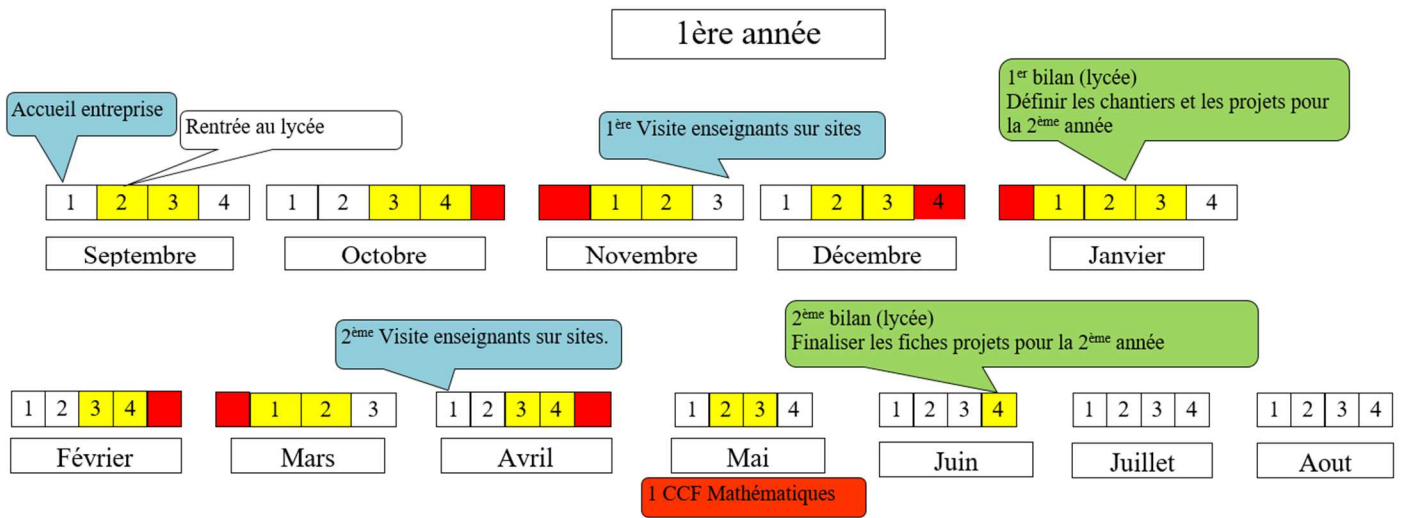 1ère année
Accueil entreprise
Rentrée au lycée
1ère Visite enseignants sur sites
1er bilan (lycée)
Définir les chantiers et les projets pour
la 2ème année
1 2 3 4
1 2 3 4
1 2 3
1 2 3 4
1 2 3 4
Septembre
Octobre
Novembre
Décembre
Janvier
2ème Visite enseignants sur sites.
2ème bilan (lycée)
Finaliser les fiches projets pour la 2ème année
1 2 3 4
1 2 3
1 2 3 4
1 2 3 4
1 2 3 4
1 2 3 4
1 2 3 4
Février
Mars
Avril
Mai
Juin
Juillet
Aout
1 CCF Mathématiques